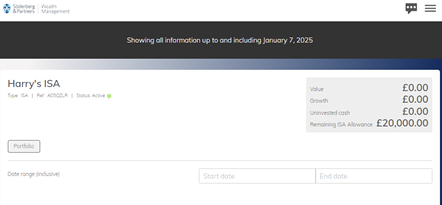 Söderberg & Partners | Wealth Management
Showing all information up to and including January 7, 2025
Harry's ISA
Type ISA | Ref | Status Active
Value £0.00
Growth £0.00
Uninvested cash £0.00
Remaining ISA Allowance £20,000.00
Portfolio
Date range (inclusive) Start date End date